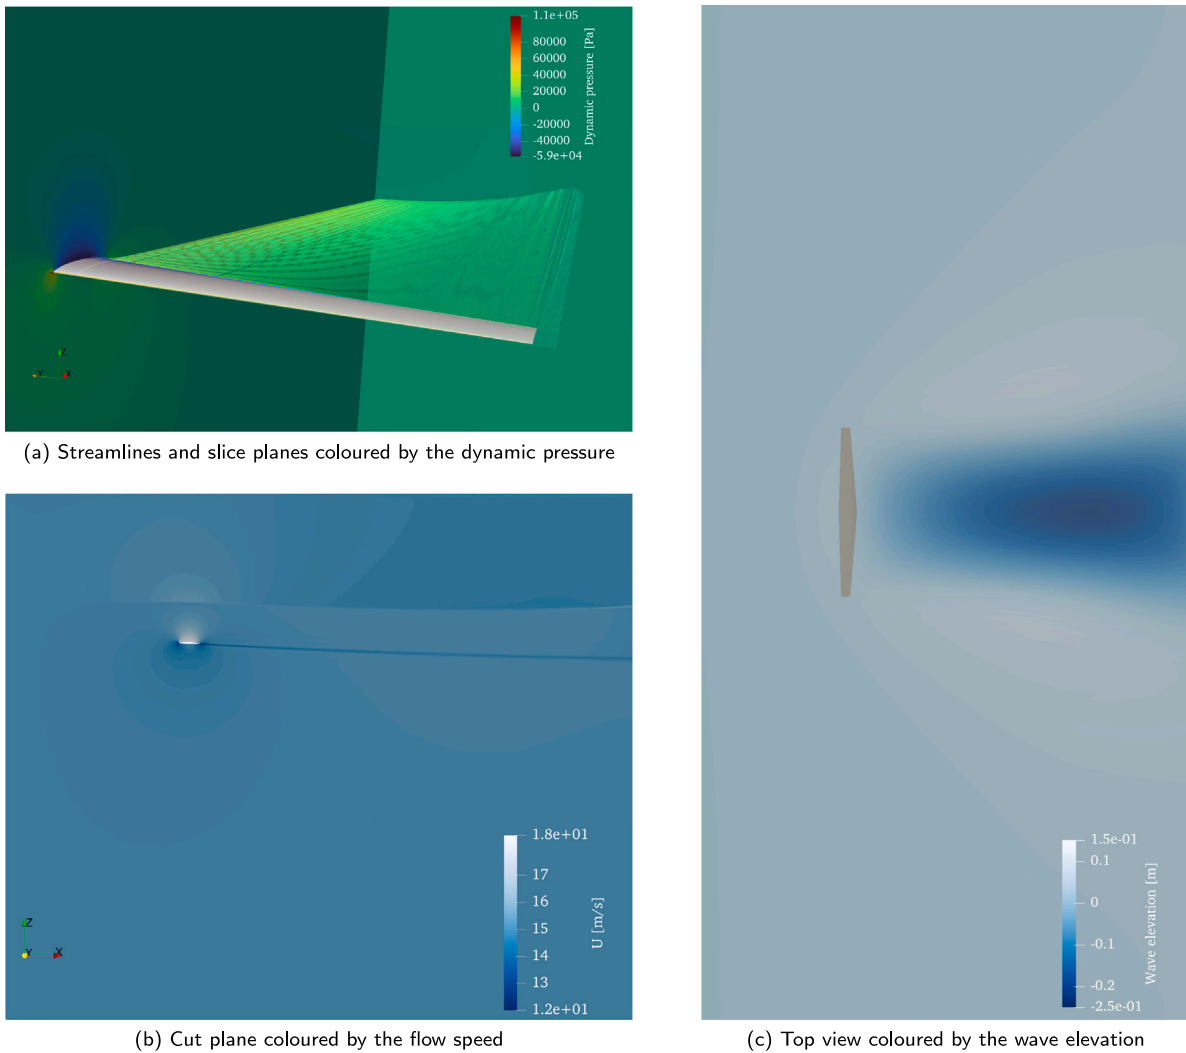 1.1e+05
80000
60000
40000
20000
0
-20000
-40000
-5.9e+04
Dynamic pressure [Pa]
Z
Y
X
(a) Streamlines and slice planes coloured by the dynamic pressure
1.8e+01
17
16
15
14
13
1.2e+01
U [m/s]
Z
Y
X
(b) Cut plane coloured by the flow speed
1.5e-01
0.1
0
-0.1
-0.2
-2.5e-01
Wave elevation [m]
(c) Top view coloured by the wave elevation